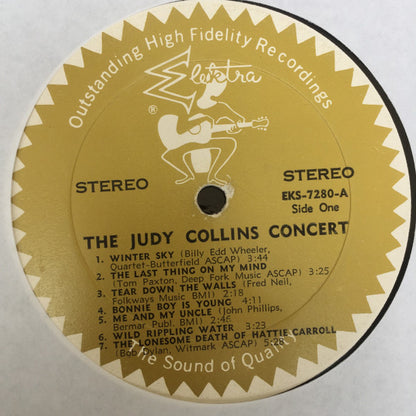 Outstanding High Fidelity Recordings
Elektra
®
STEREO STEREO
EKS-7280-A
Side One
THE JUDY COLLINS CONCERT
1. WINTER SKY (Billy Edd Wheeler,
Quartet-Butterfield ASCAP) 3:44
2. THE LAST THING ON MY MIND
(Tom Paxton, Deep Fork Music ASCAP) 3:25
3. TEAR DOWN THE WALLS (Fred Neil,
Folkways Music BMI) 2:18
4. BONNIE BOY IS YOUNG 4:11
5. ME AND MY UNCLE (John Phillips,
Bermar Publ. BMI) 2:46
6. WILD RIPPLING WATER 3:23
7. THE LONESOME DEATH OF HATTIE CARROLL
(Bob Dylan, Witmark ASCAP) 5:28
The Sound of Quality